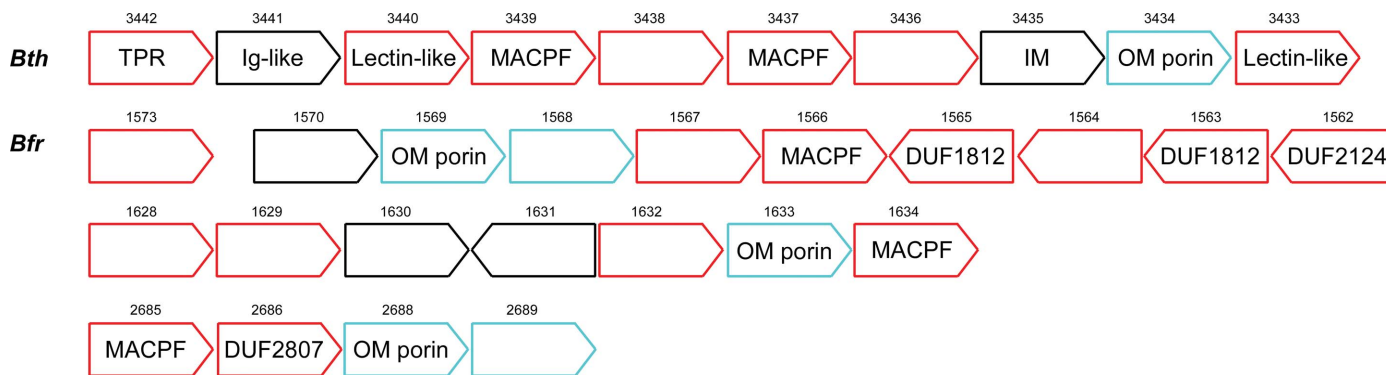 3442 3441 3440 3439 3438 3437 3436 3435 3434 3433
Bth TPR Ig-like Lectin-like MACPF MACPF IM OM porin Lectin-like
1573 1570 1569 1568 1567 1566 1565 1564 1563 1562
Bfr OM porin MACPF DUF1812 DUF1812 DUF2124
1628 1629 1630 1631 1632 1633 1634
OM porin MACPF
2685 2686 2688 2689
MACPF DUF2807 OM porin